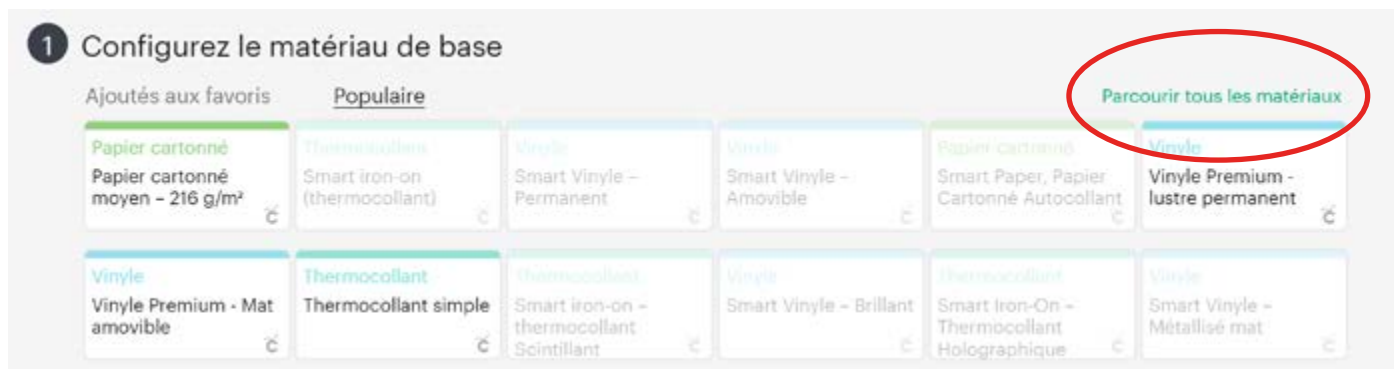 1 Configurez le matériau de base
Ajoutés aux favoris Populaire Parcourir tous les matériaux
Papier cartonné
Papier cartonné
moyen – 216 g/m²
Thermocollant
Smart iron-on
(thermocollant)
Vinyle
Smart Vinyle –
Permanent
Vinyle
Smart Vinyle –
Amovible
Papier cartonné
Smart Paper, Papier
Cartonné Autocollant
Vinyle
Vinyle Premium -
lustre permanent
Vinyle
Vinyle Premium - Mat
amovible
Thermocollant
Thermocollant simple
Thermocollant
Smart iron-on –
thermocollant
Scintillant
Vinyle
Smart Vinyle – Brillant
Thermocollant
Smart Iron-On –
Thermocollant
Holographique
Vinyle
Smart Vinyle –
Métallisé mat